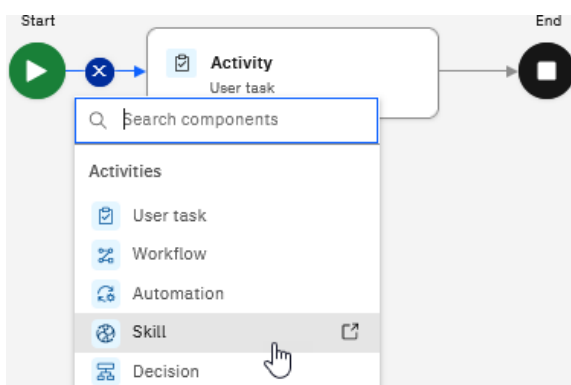 Start
End
Activity
User task
Search components
Activities
User task
Workflow
Automation
Skill
Decision